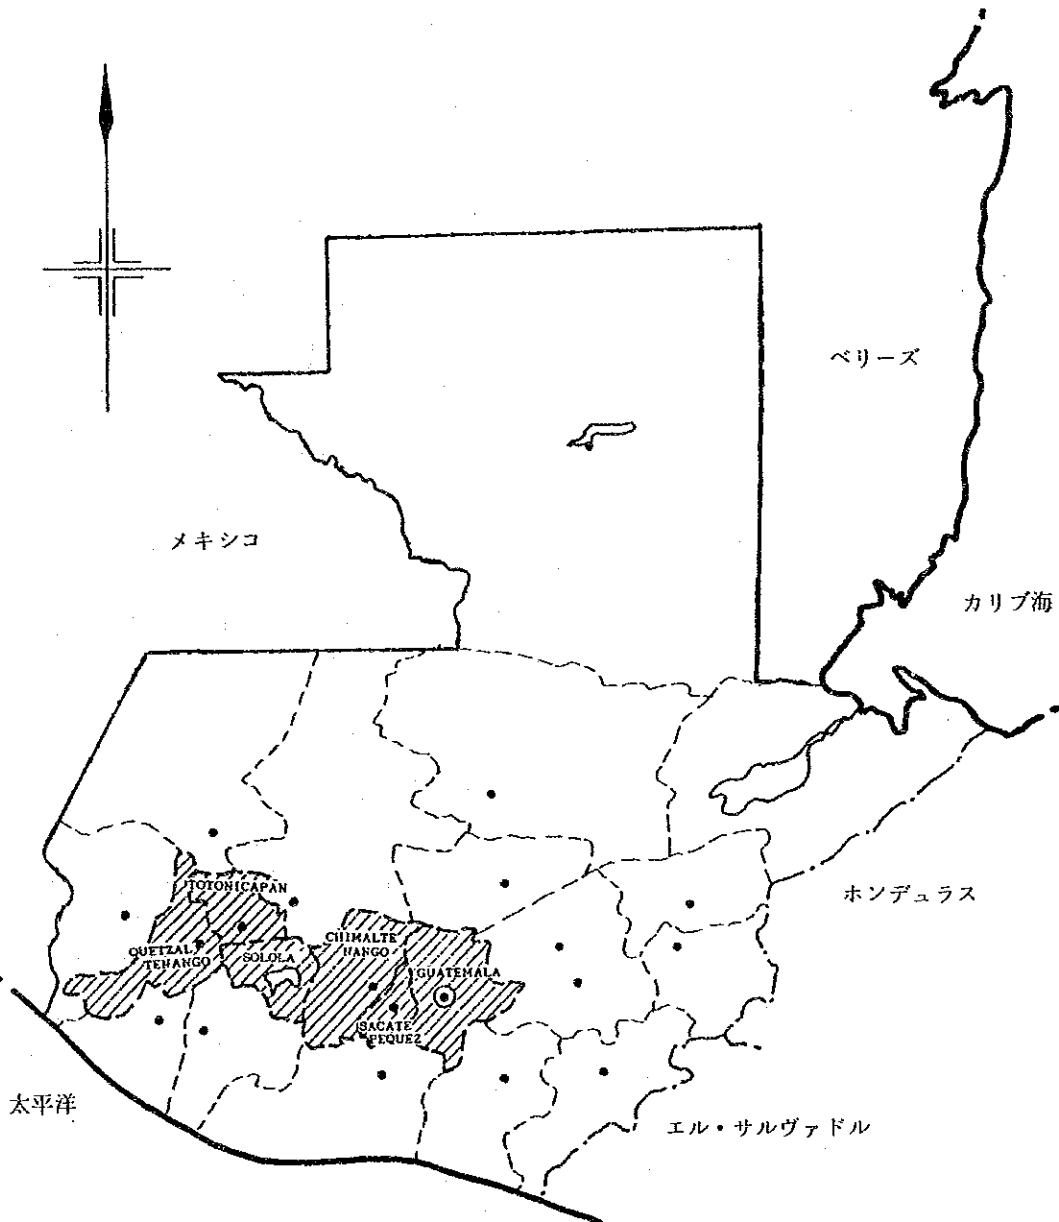 ベリーズ
メキシコ
カリブ海
TOTONICAPAN
ホンデュラス
CHIMALTE
NANGO
QUETZAL
TENANGO
SOLOLA
GUATEMALA
SACATE
PEQUEZ
太平洋
エル・サルヴァドル